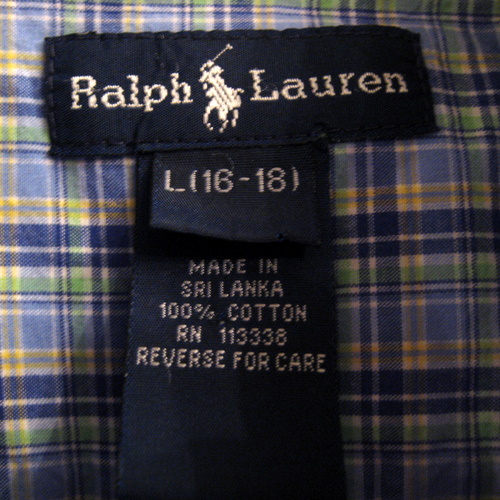 Ralph Lauren
L(16-18)
MADE IN
SRI LANKA
100% COTTON
RN 113338
REVERSE FOR CARE